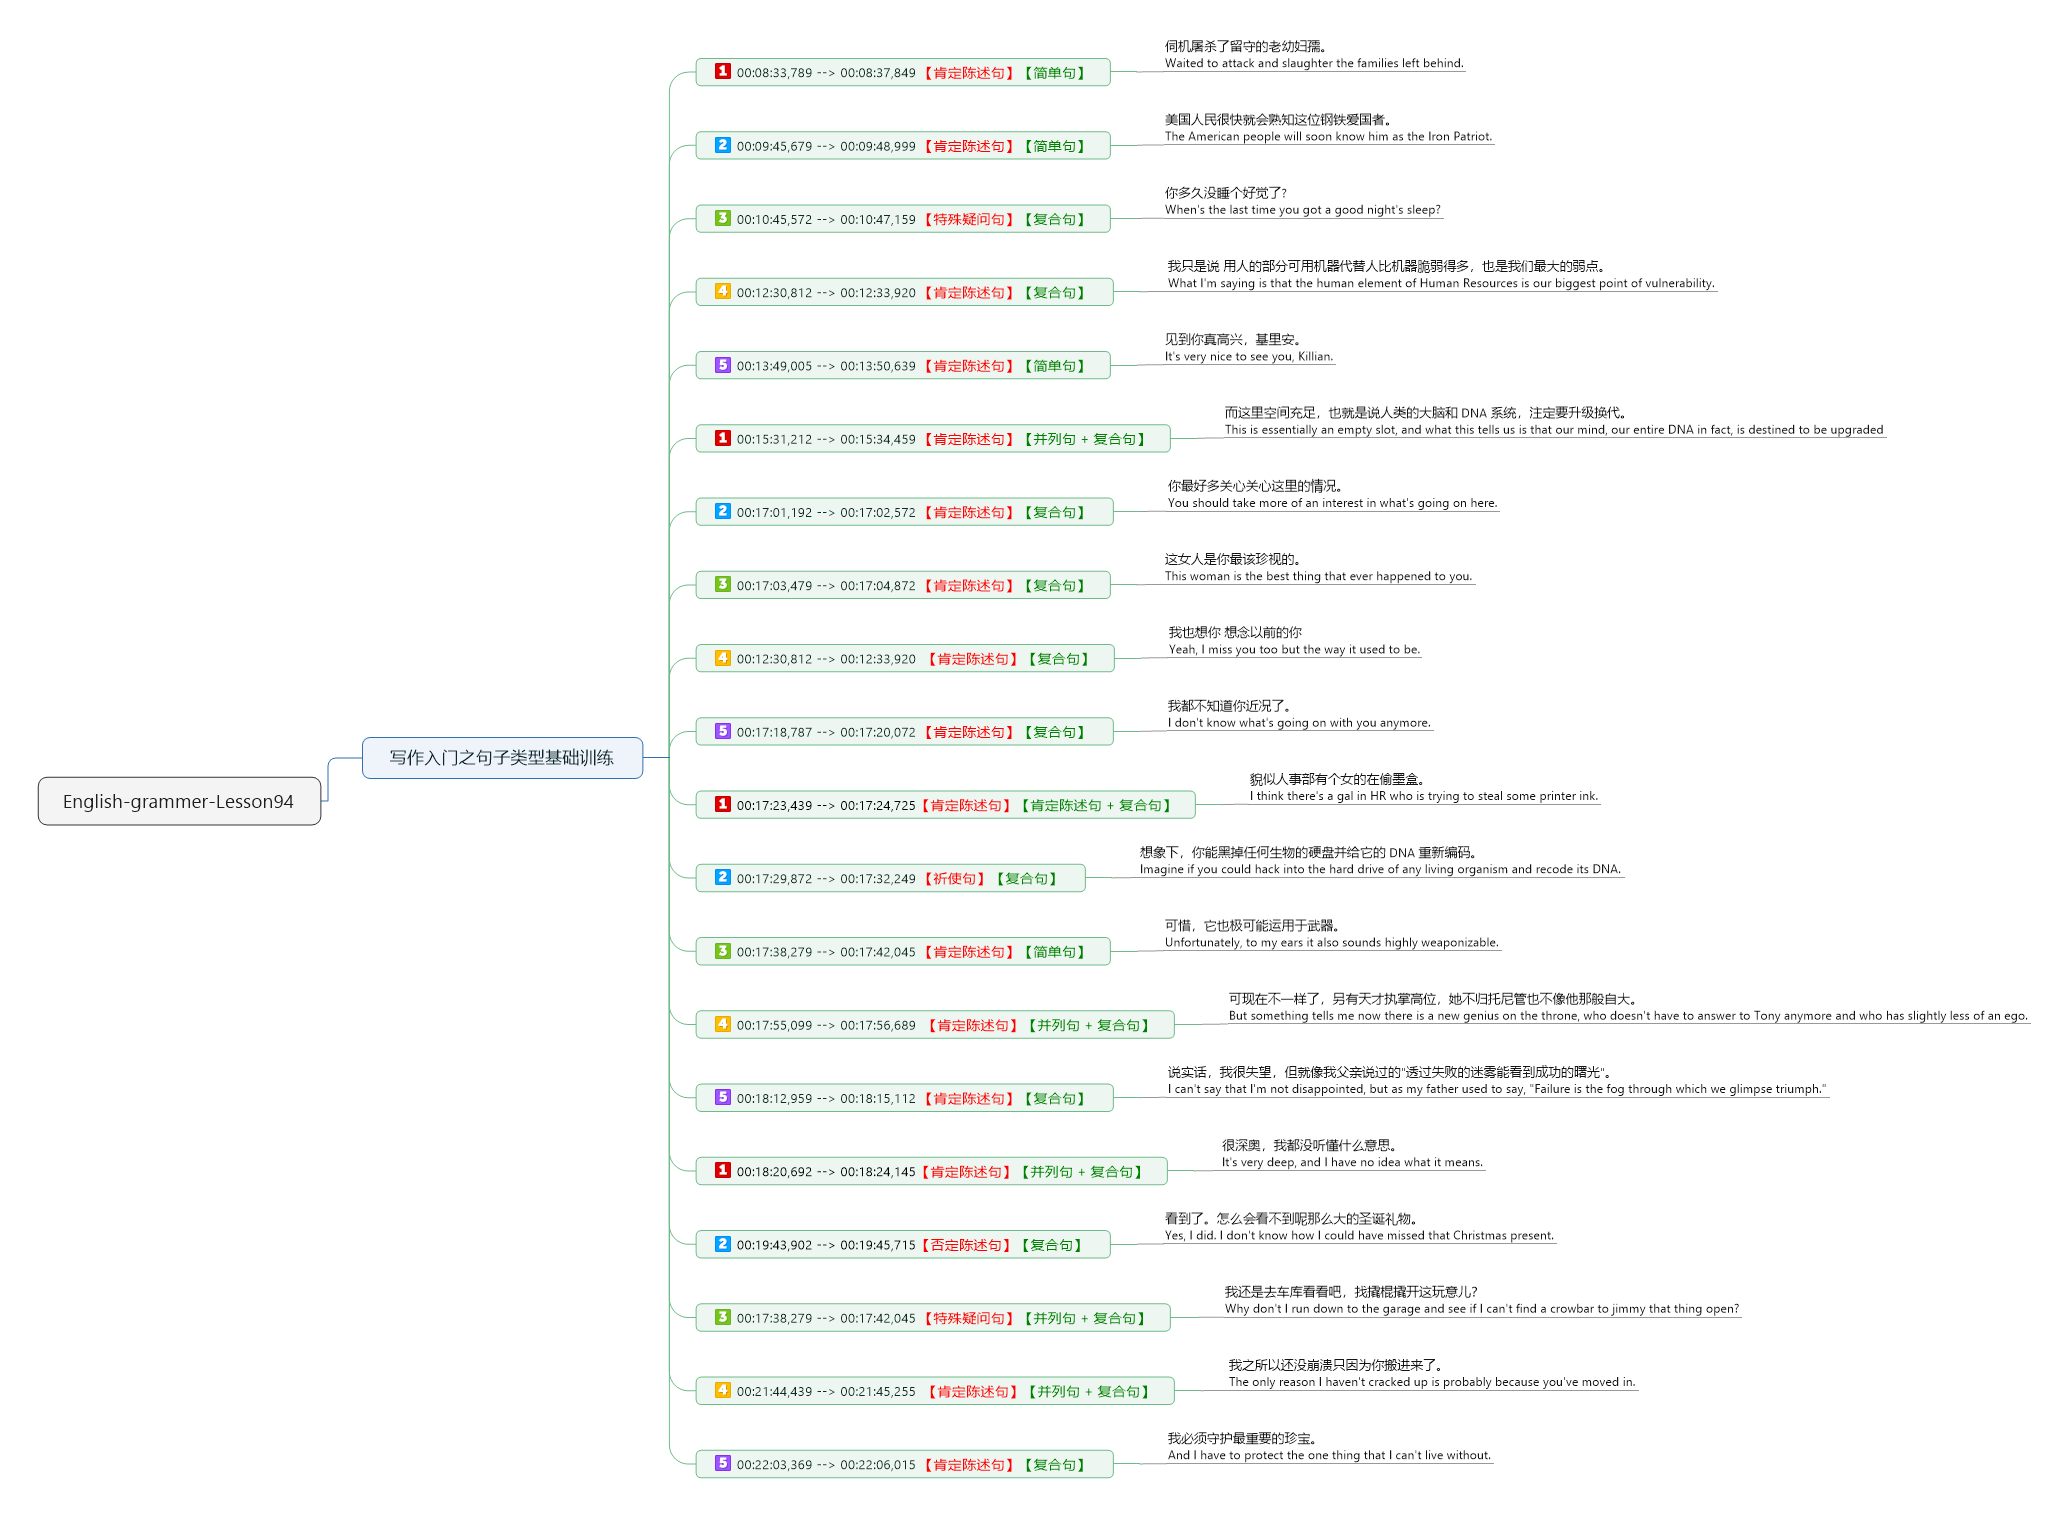 English-grammer-Lesson94
写作入门之句子类型基础训练
1 00:08:33,789 --> 00:08:37,849 【肯定陈述句】【简单句】
伺机屠杀了留守的老幼妇孺。
Waited to attack and slaughter the families left behind.
2 00:09:45,679 --> 00:09:48,999 【肯定陈述句】【简单句】
美国人民很快就会熟知这位钢铁爱国者。
The American people will soon know him as the Iron Patriot.
3 00:10:45,572 --> 00:10:47,159 【特殊疑问句】【复合句】
你多久没睡个好觉了?
When's the last time you got a good night's sleep?
4 00:12:30,812 --> 00:12:33,920 【肯定陈述句】【复合句】
我只是说 用人的部分可用机器代替人比机器脆弱得多，也是我们最大的弱点。
What I'm saying is that the human element of Human Resources is our biggest point of vulnerability.
5 00:13:49,005 --> 00:13:50,639 【肯定陈述句】【简单句】
见到你真高兴，基里安。
It's very nice to see you, Killian.
1 00:15:31,212 --> 00:15:34,459 【肯定陈述句】【并列句 + 复合句】
而这里空间充足，也就是说人类的大脑和 DNA 系统，注定要升级换代。
This is essentially an empty slot, and what this tells us is that our mind, our entire DNA in fact, is destined to be upgraded
2 00:17:01,192 --> 00:17:02,572 【肯定陈述句】【复合句】
你最好多关心关心这里的情况。
You should take more of an interest in what's going on here.
3 00:17:03,479 --> 00:17:04,872 【肯定陈述句】【复合句】
这女人是你最该珍视的。
This woman is the best thing that ever happened to you.
4 00:12:30,812 --> 00:12:33,920 【肯定陈述句】【复合句】
我也想你 想念以前的你
Yeah, I miss you too but the way it used to be.
5 00:17:18,787 --> 00:17:20,072 【肯定陈述句】【复合句】
我都不知道你近况了。
I don't know what's going on with you anymore.
1 00:17:23,439 --> 00:17:24,725【肯定陈述句】【肯定陈述句 + 复合句】
貌似人事部有个女的在偷墨盒。
I think there's a gal in HR who is trying to steal some printer ink.
2 00:17:29,872 --> 00:17:32,249 【祈使句】【复合句】
想象下，你能黑掉任何生物的硬盘并给它的 DNA 重新编码。
Imagine if you could hack into the hard drive of any living organism and recode its DNA.
3 00:17:38,279 --> 00:17:42,045 【肯定陈述句】【简单句】
可惜，它也极可能运用于武器。
Unfortunately, to my ears it also sounds highly weaponizable.
4 00:17:55,099 --> 00:17:56,689 【肯定陈述句】【并列句 + 复合句】
可现在不一样了，另有天才执掌高位，她不归托尼管也不像他那般自大。
But something tells me now there is a new genius on the throne, who doesn't have to answer to Tony anymore and who has slightly less of an ego.
5 00:18:12,959 --> 00:18:15,112 【肯定陈述句】【复合句】
说实话，我很失望，但就像我父亲说过的"透过失败的迷雾能看到成功的曙光"。
I can't say that I'm not disappointed, but as my father used to say, "Failure is the fog through which we glimpse triumph."
1 00:18:20,692 --> 00:18:24,145【肯定陈述句】【并列句 + 复合句】
很深奥，我都没听懂什么意思。
It's very deep, and I have no idea what it means.
2 00:19:43,902 --> 00:19:45,715【否定陈述句】【复合句】
看到了。怎么会看不到呢那么大的圣诞礼物。
Yes, I did. I don't know how I could have missed that Christmas present.
3 00:17:38,279 --> 00:17:42,045 【特殊疑问句】【并列句 + 复合句】
我还是去车库看看吧，找撬棍撬开这玩意儿?
Why don't I run down to the garage and see if I can't find a crowbar to jimmy that thing open?
4 00:21:44,439 --> 00:21:45,255 【肯定陈述句】【并列句 + 复合句】
我之所以还没崩溃只因为你搬进来了。
The only reason I haven't cracked up is probably because you've moved in.
5 00:22:03,369 --> 00:22:06,015 【肯定陈述句】【复合句】
我必须守护最重要的珍宝。
And I have to protect the one thing that I can't live without.